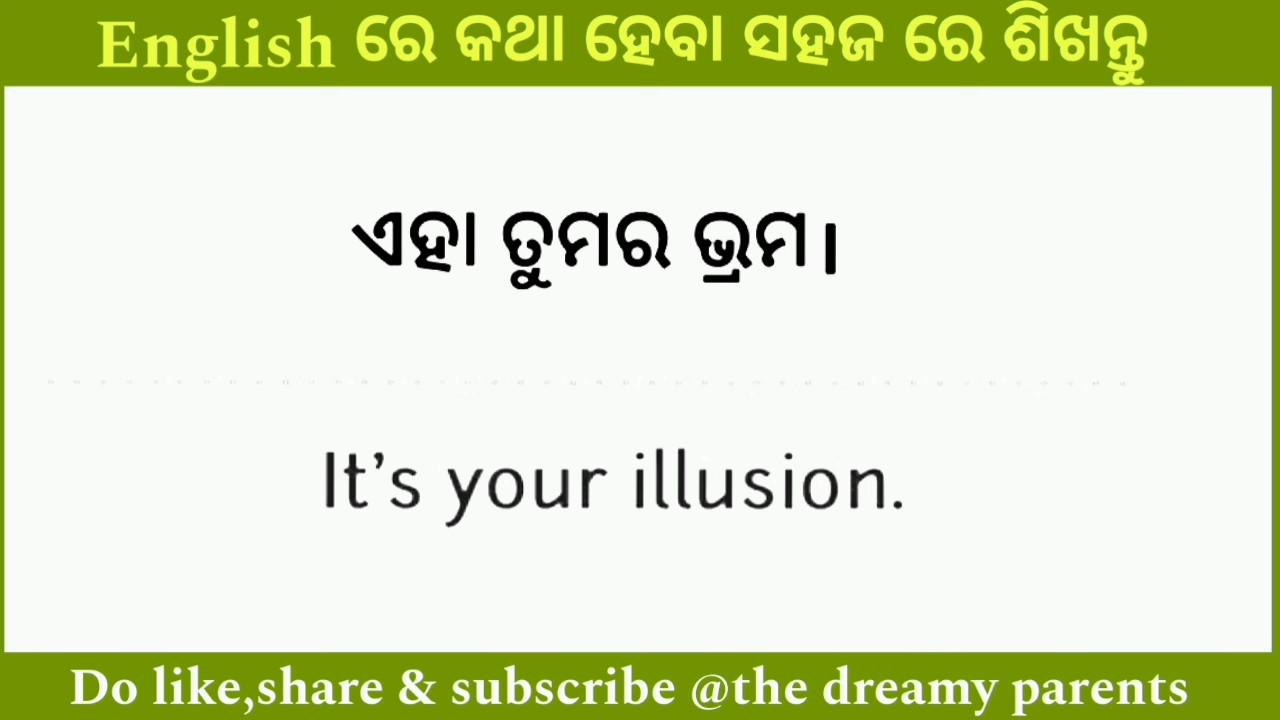 English ରେ କଥା ହେବା ସହଜ ରେ ଶିଖନ୍ତୁ
ଏହା ତୁମର ଭ୍ରମ।
It's your illusion.
Do like,share & subscribe @the dreamy parents